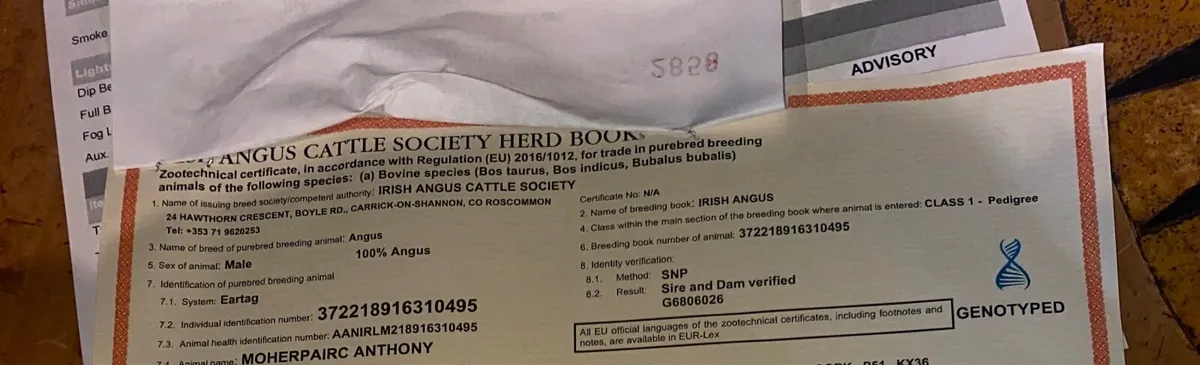 Smoke
Light
Dip Be
Full B
Fog L
Aux.
2828
ADVISORY
ANGUS CATTLE SOCIETY HERD BOOK
Zootechnical certificate, in accordance with Regulation (EU) 2016/1012, for trade in purebred breeding
animals of the following species: (a) Bovine species (Bos taurus, Bos indicus, Bubalus bubalis)
1. Name of issuing breed society/competent authority: IRISH ANGUS CATTLE SOCIETY
24 HAWTHORN CRESCENT, BOYLE RD., CARRICK-ON-SHANNON, CO ROSCOMMON
Tel: +353 71 9620253
3. Name of breed of purebred breeding animal: Angus
100% Angus
5. Sex of animal: Male
7. Identification of purebred breeding animal
7.1. System: Eartag
7.2. Individual identification number: 372218916310495
7.3. Animal health identification number: AANIRLM218916310495
7.4. Animal name: MOHERPAIRC ANTHONY
Certificate No: N/A
2. Name of breeding book: IRISH ANGUS
4. Class within the main section of the breeding book where animal is entered: CLASS 1 - Pedigree
6. Breeding book number of animal: 372218916310495
8. Identity verification:
8.1. Method: SNP
8.2. Result: Sire and Dam verified
G6806026
All EU official languages of the zootechnical certificates, including footnotes and
notes, are available in EUR-Lex
GENOTYPED
KY36